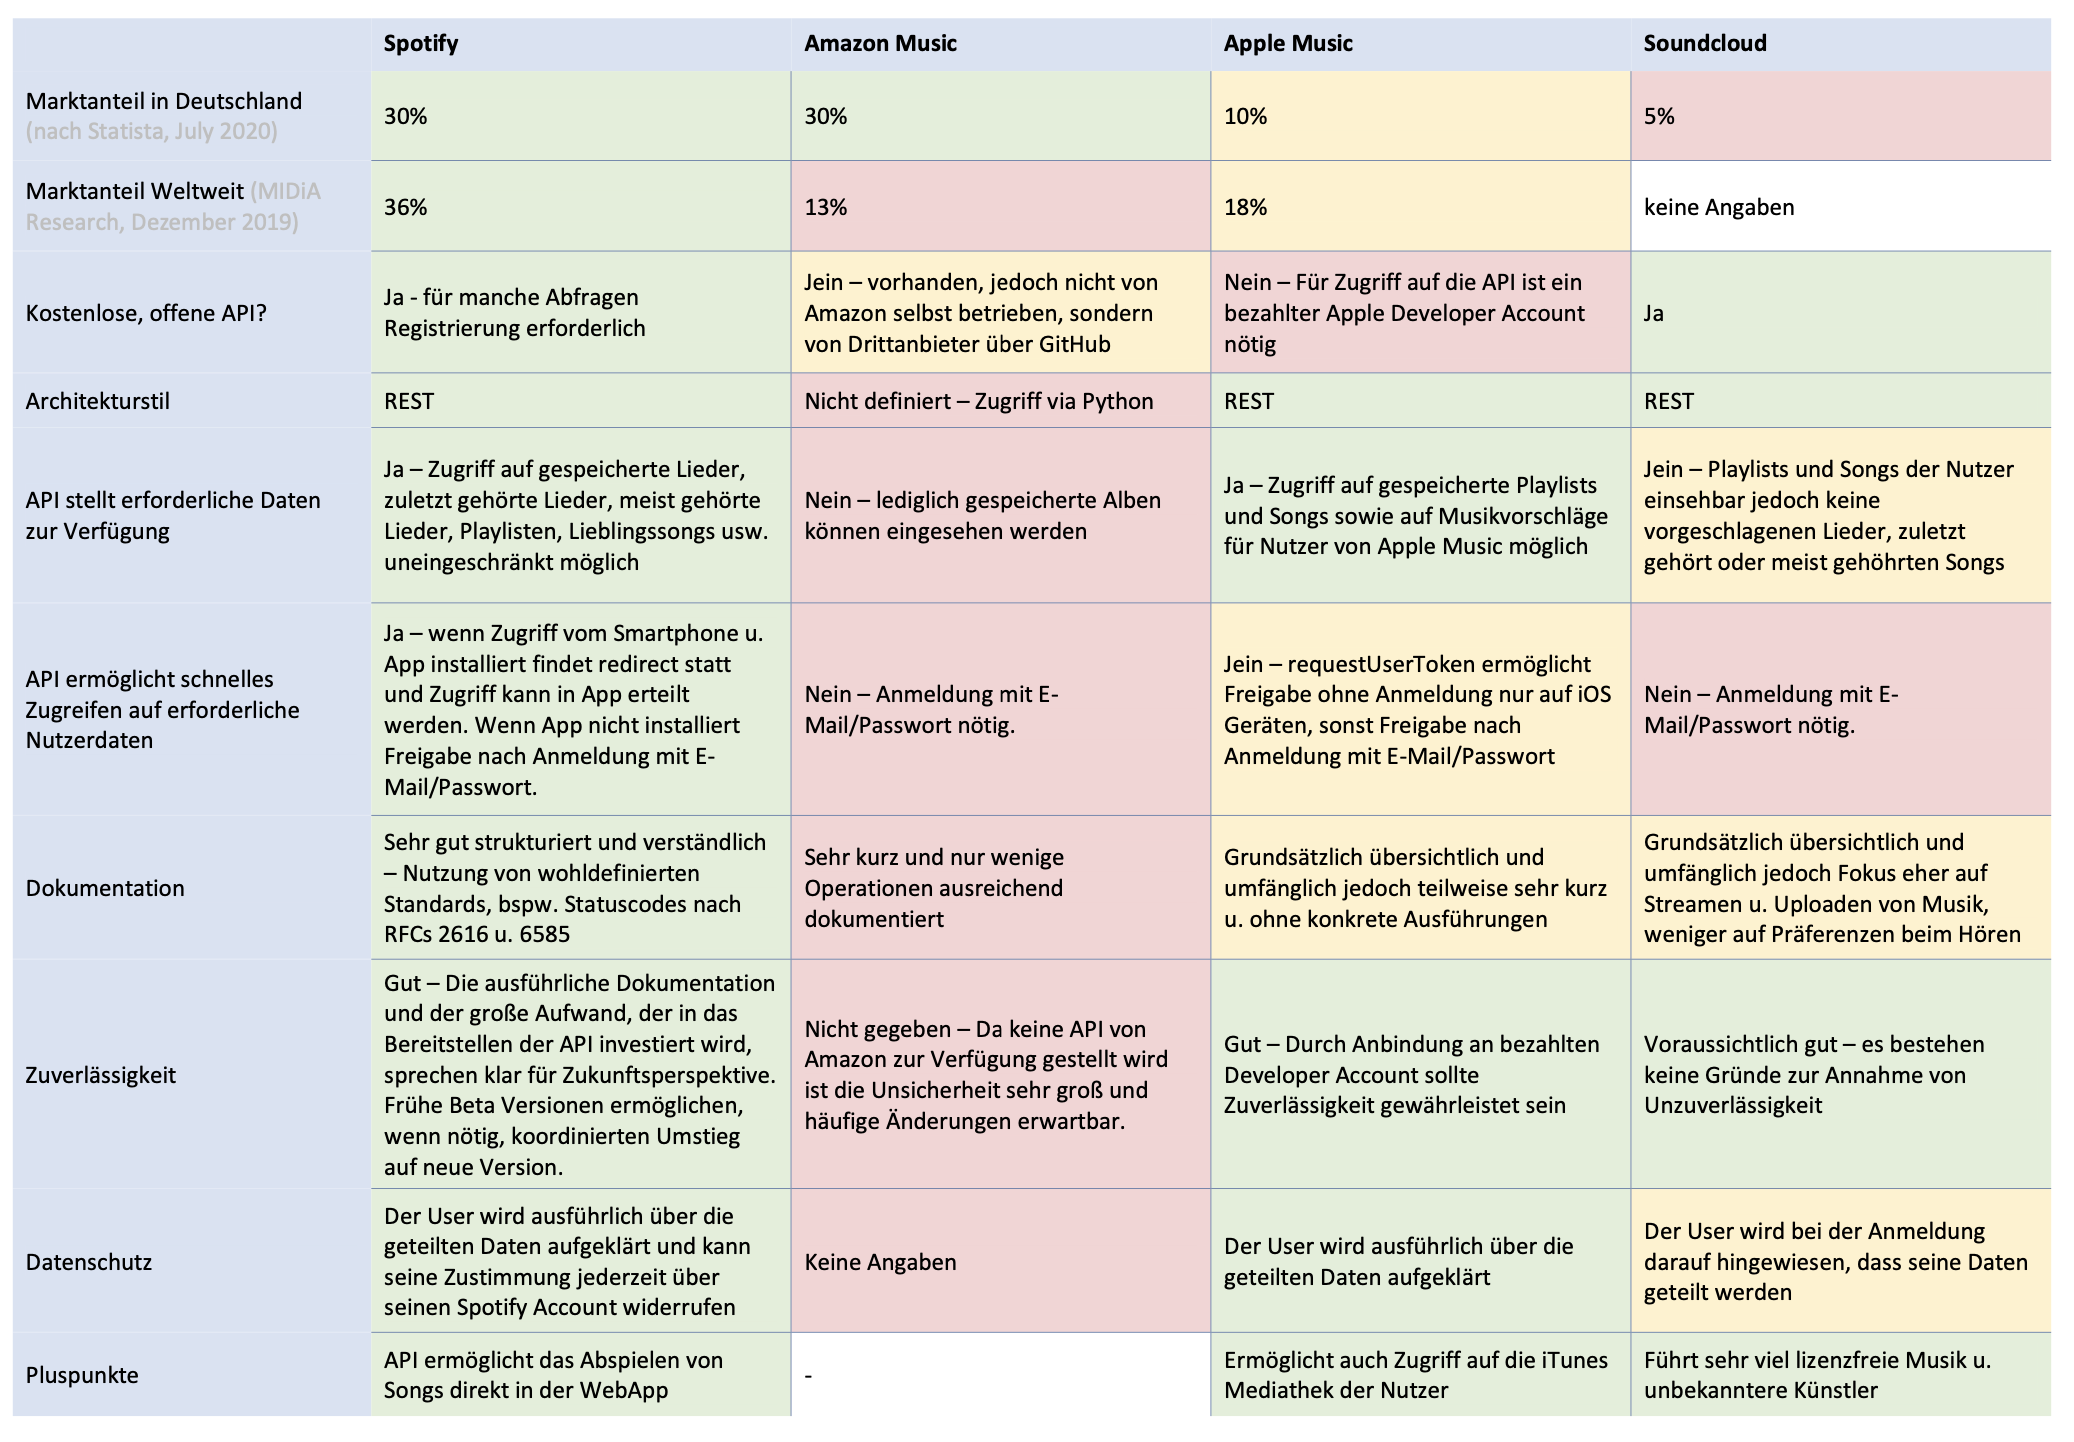 Spotify
Amazon Music
Apple Music
Soundcloud
Marktanteil in Deutschland
(nach Statista, July 2020)
30%
30%
10%
5%
Marktanteil Weltweit (MIDiA
Research, Dezember 2019)
36%
13%
18%
keine Angaben
Kostenlose, offene API?
Ja - für manche Abfragen
Registrierung erforderlich
Jein – vorhanden, jedoch nicht von
Amazon selbst betrieben, sondern
von Drittanbieter über GitHub
Nein – Für Zugriff auf die API ist ein
bezahlter Apple Developer Account
nötig
Ja
Architekturstil
REST
Nicht definiert – Zugriff via Python
REST
REST
API stellt erforderliche Daten
zur Verfügung
Ja – Zugriff auf gespeicherte Lieder,
zuletzt gehörte Lieder, meist gehörte
Lieder, Playlisten, Lieblingssongs usw.
uneingeschränkt möglich
Nein – lediglich gespeicherte Alben
können eingesehen werden
Ja – Zugriff auf gespeicherte Playlists
und Songs sowie auf Musikvorschläge
für Nutzer von Apple Music möglich
Jein – Playlists und Songs der Nutzer
einsehbar jedoch keine
vorgeschlagenen Lieder, zuletzt
gehört oder meist gehöhrten Songs
API ermöglicht schnelles
Zugreifen auf erforderliche
Nutzerdaten
Ja – wenn Zugriff vom Smartphone u.
App installiert findet redirect statt
und Zugriff kann in App erteilt
werden. Wenn App nicht installiert
Freigabe nach Anmeldung mit E-
Mail/Passwort.
Nein – Anmeldung mit E-
Mail/Passwort nötig.
Jein – requestUserToken ermöglicht
Freigabe ohne Anmeldung nur auf iOS
Geräten, sonst Freigabe nach
Anmeldung mit E-Mail/Passwort
Nein – Anmeldung mit E-
Mail/Passwort nötig.
Dokumentation
Sehr gut strukturiert und verständlich
– Nutzung von wohldefinierten
Standards, bspw. Statuscodes nach
RFCs 2616 u. 6585
Sehr kurz und nur wenige
Operationen ausreichend
dokumentiert
Grundsätzlich übersichtlich und
umfänglich jedoch teilweise sehr kurz
u. ohne konkrete Ausführungen
Grundsätzlich übersichtlich und
umfänglich jedoch Fokus eher auf
Streamen u. Uploaden von Musik,
weniger auf Präferenzen beim Hören
Zuverlässigkeit
Gut – Die ausführliche Dokumentation
und der große Aufwand, der in das
Bereitstellen der API investiert wird,
sprechen klar für Zukunftsperspektive.
Frühe Beta Versionen ermöglichen,
wenn nötig, koordinierten Umstieg
auf neue Version.
Nicht gegeben – Da keine API von
Amazon zur Verfügung gestellt wird
ist die Unsicherheit sehr groß und
häufige Änderungen erwartbar.
Gut – Durch Anbindung an bezahlten
Developer Account sollte
Zuverlässigkeit gewährleistet sein
Voraussichtlich gut – es bestehen
keine Gründe zur Annahme von
Unzuverlässigkeit
Datenschutz
Der User wird ausführlich über die
geteilten Daten aufgeklärt und kann
seine Zustimmung jederzeit über
seinen Spotify Account widerrufen
Keine Angaben
Der User wird ausführlich über die
geteilten Daten aufgeklärt
Der User wird bei der Anmeldung
darauf hingewiesen, dass seine Daten
geteilt werden
Pluspunkte
API ermöglicht das Abspielen von
Songs direkt in der WebApp
-
Ermöglicht auch Zugriff auf die iTunes
Mediathek der Nutzer
Führt sehr viel lizenzfreie Musik u.
unbekanntere Künstler